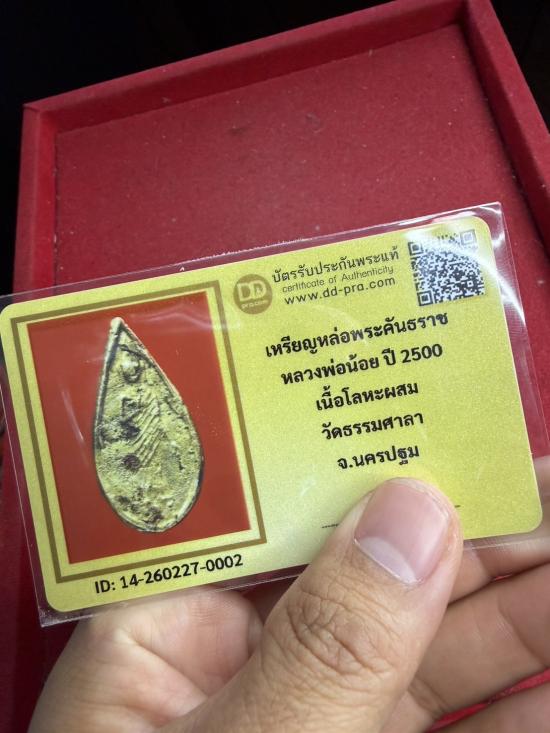 DD
pra.com
บัตรรับประกันพระแท้
certificate of Authenticity
www.dd-pra.com
เหรียญหล่อพระคันธราช
หลวงพ่อน้อย ปี 2500
เนื้อโลหะผสม
วัดธรรมศาลา
จ.นครปฐม
ID: 14-260227-0002